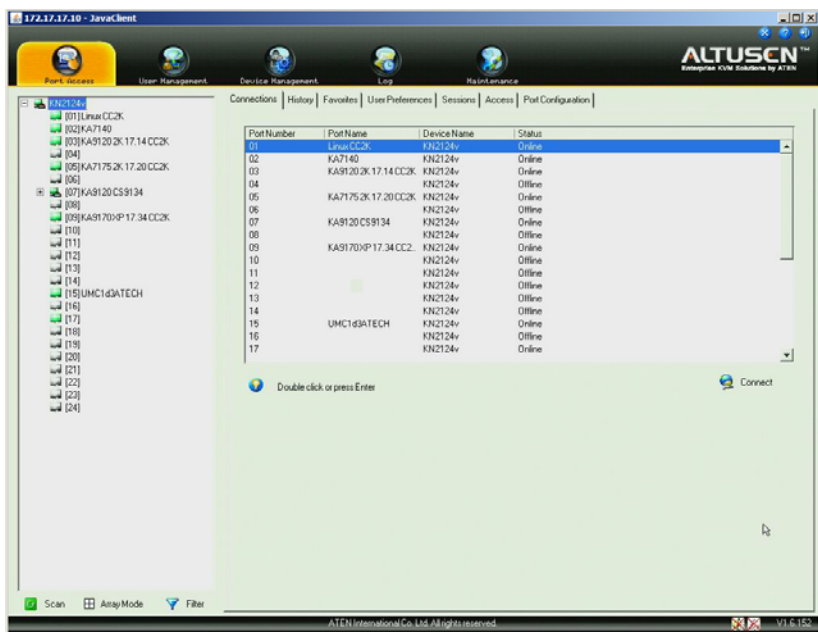 172.17.17.10 - JavaClient
Port Access User Management Device Management Log Maintenance
ALTUSEN™
Enterprise KVM Solutions by ATEN
KN2124v
[01]Linux CC2K
[02]KA7140
[03]KA9120 2K 17.14 CC2K
[04]
[05]KA7175 2K 17.20 CC2K
[06]
[07]KA9120 CS9134
[08]
[09]KA9170XP 17.34 CC2K
[10]
[11]
[12]
[13]
[14]
[15]UMC1d3ATECH
[16]
[17]
[18]
[19]
[20]
[21]
[22]
[23]
[24]
Scan Array Mode Filter
Connections History Favorites User Preferences Sessions Access Port Configuration
Port Number Port Name Device Name Status
01 Linux CC2K KN2124v Online
02 KA7140 KN2124v Online
03 KA9120 2K 17.14 CC2K KN2124v Online
04 KN2124v Offline
05 KA7175 2K 17.20 CC2K KN2124v Online
06 KN2124v Offline
07 KA9120 CS9134 KN2124v Online
08 KN2124v Offline
09 KA9170XP 17.34 CC2... KN2124v Online
10 KN2124v Offline
11 KN2124v Offline
12 KN2124v Offline
13 KN2124v Offline
14 KN2124v Offline
15 UMC1d3ATECH KN2124v Online
16 KN2124v Offline
17 KN2124v Online
Double click or press Enter
Connect
ATEN International Co. Ltd. All rights reserved.
V1.6.152